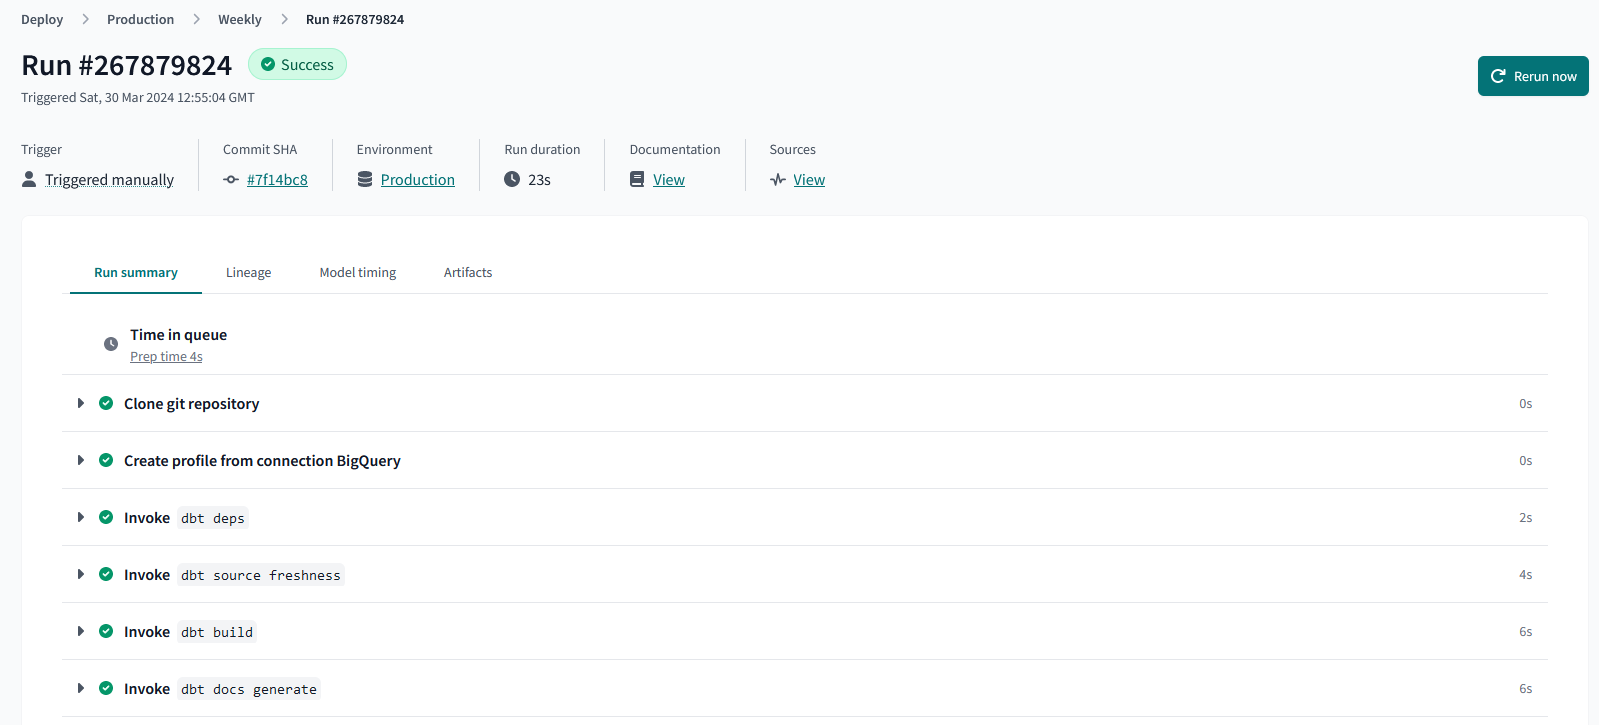 Deploy > Production > Weekly > Run #267879824
Run #267879824 Success
Triggered Sat, 30 Mar 2024 12:55:04 GMT
Rerun now
Trigger
Triggered manually
Commit SHA
#7f14bc8
Environment
Production
Run duration
23s
Documentation
View
Sources
View
Run summary Lineage Model timing Artifacts
Time in queue
Prep time 4s
Clone git repository 0s
Create profile from connection BigQuery 0s
Invoke dbt deps 2s
Invoke dbt source freshness 4s
Invoke dbt build 6s
Invoke dbt docs generate 6s